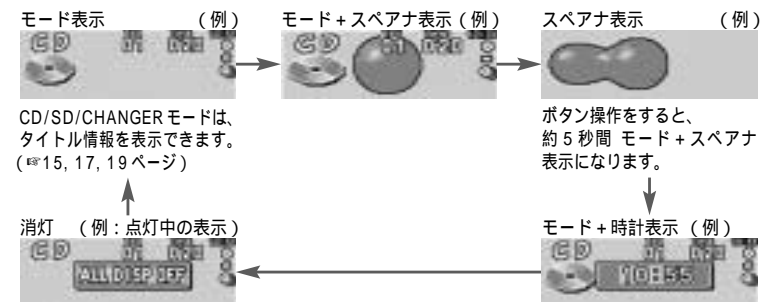 モード表示 （例）
CD
モード+スペアナ表示（例）
CD
スペアナ表示 （例）
CD/SD/CHANGERモードは、
タイトル情報を表示できます。
（☞15, 17, 19ページ）
ボタン操作をすると、
約5秒間 モード+スペアナ
表示になります。
消灯 （例：点灯中の表示）
CD
ALL DISP OFF
モード+時計表示（例）
CD
10:55